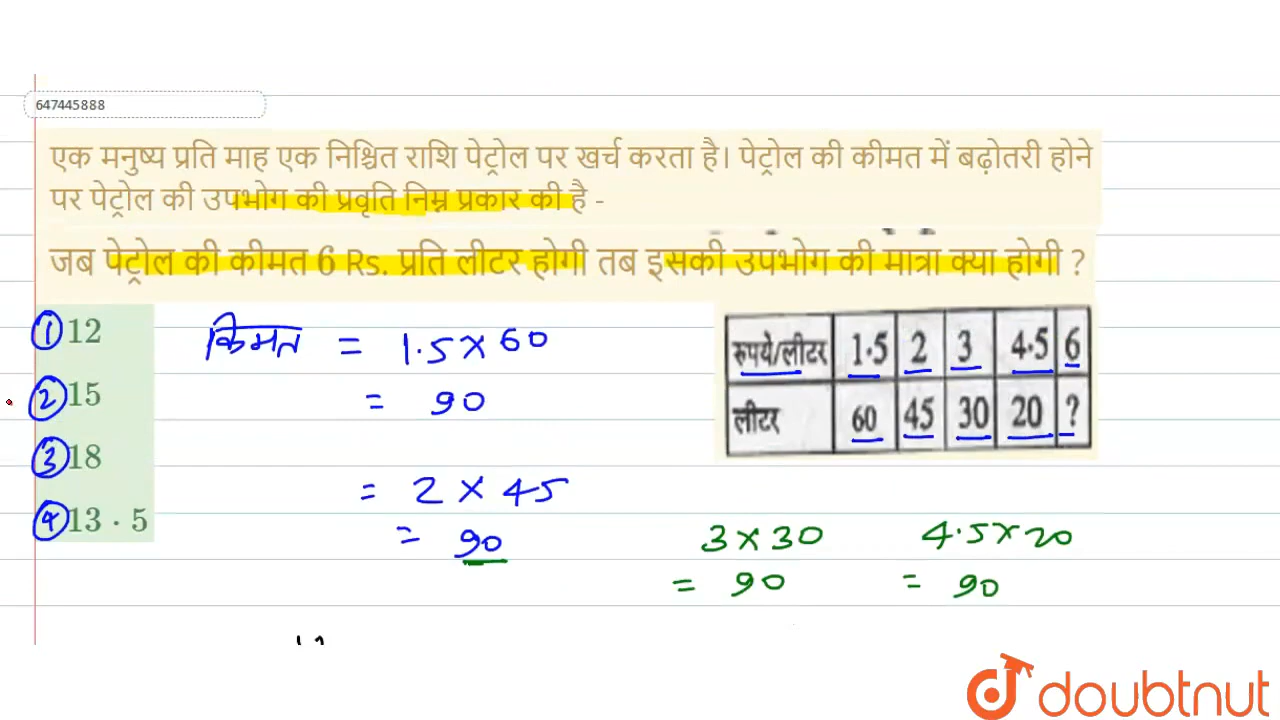 647445888
एक मनुष्य प्रति माह एक निश्चित राशि पेट्रोल पर खर्च करता है। पेट्रोल की कीमत में बढ़ोतरी होने
पर पेट्रोल की उपभोग की प्रवृति निम्न प्रकार की है -
जब पेट्रोल की कीमत 6 Rs. प्रति लीटर होगी तब इसकी उपभोग की मात्रा क्या होगी ?
① 12
② 15
③ 18
④ 13 · 5
किमत = 1.5 × 60
= 90
= 2 × 45
= 90
रुपये/लीटर 1·5 2 3 4·5 6
लीटर 60 45 30 20 ?
3 × 30
= 90
4.5 × 20
= 90
doubtnut